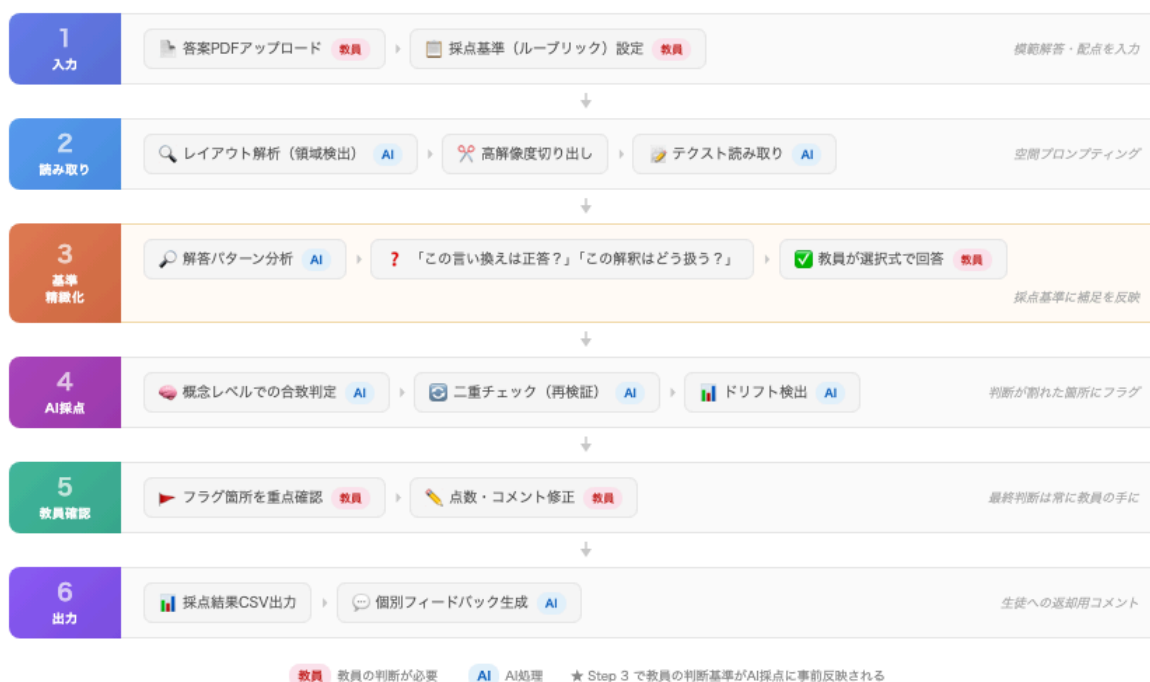 1
入力
答案PDFアップロード 教員
採点基準（ルーブリック）設定 教員
模範解答・配点を入力
2
読み取り
レイアウト解析（領域検出） AI
高解像度切り出し
テクスト読み取り AI
空間プロンプティング
3
基準
精緻化
解答パターン分析 AI
「この言い換えは正答？」「この解釈はどう扱う？」
教員が選択式で回答 教員
採点基準に補足を反映
4
AI採点
概念レベルでの合致判定 AI
二重チェック（再検証） AI
ドリフト検出 AI
判断が割れた箇所にフラグ
5
教員確認
フラグ箇所を重点確認 教員
点数・コメント修正 教員
最終判断は常に教員の手に
6
出力
採点結果CSV出力
個別フィードバック生成 AI
生徒への返却用コメント
教員 教員の判断が必要 AI AI処理 ★ Step 3 で教員の判断基準がAI採点に事前反映される